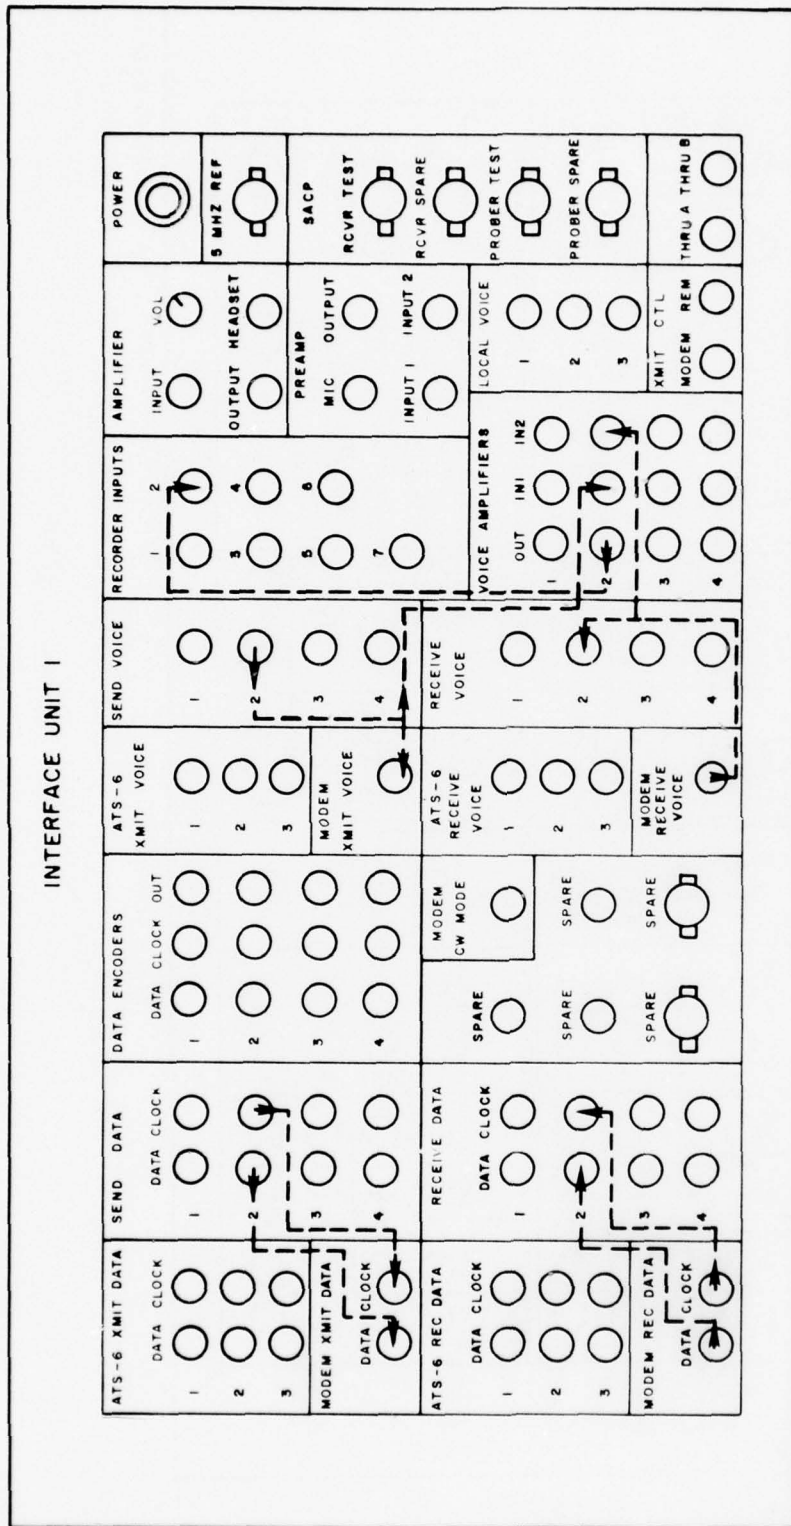 INTERFACE UNIT 1
ATS-6 XMIT DATA
DATA CLOCK
1
2
3
MODEM XMIT DATA
DATA CLOCK
SEND DATA
DATA CLOCK
1
2
3
4
DATA ENCODERS
DATA CLOCK OUT
1
2
3
4
ATS-6
XMIT VOICE
1
2
3
MODEM
XMIT VOICE
SEND VOICE
1
2
3
4
RECORDER INPUTS
1 2
3 4
5 6
7
AMPLIFIER
INPUT VOL
OUTPUT HEADSET
PREAMP
MIC OUTPUT
INPUT 1 INPUT 2
POWER
5 MHZ REF
SACP
RCVR TEST
RCVR SPARE
PROBER TEST
PROBER SPARE
THRU A THRU B
ATS-6 REC DATA
DATA CLOCK
1
2
3
MODEM REC DATA
DATA CLOCK
RECEIVE DATA
DATA CLOCK
1
2
3
4
SPARE
MODEM
CW MODE
SPARE SPARE
SPARE SPARE
ATS-6
RECEIVE
VOICE
1
2
3
MODEM
RECEIVE
VOICE
RECEIVE
VOICE
1
2
3
4
VOICE AMPLIFIERS
OUT IN1 IN2
1
2
3
4
LOCAL VOICE
1
2
3
XMIT CTL
MODEM REM